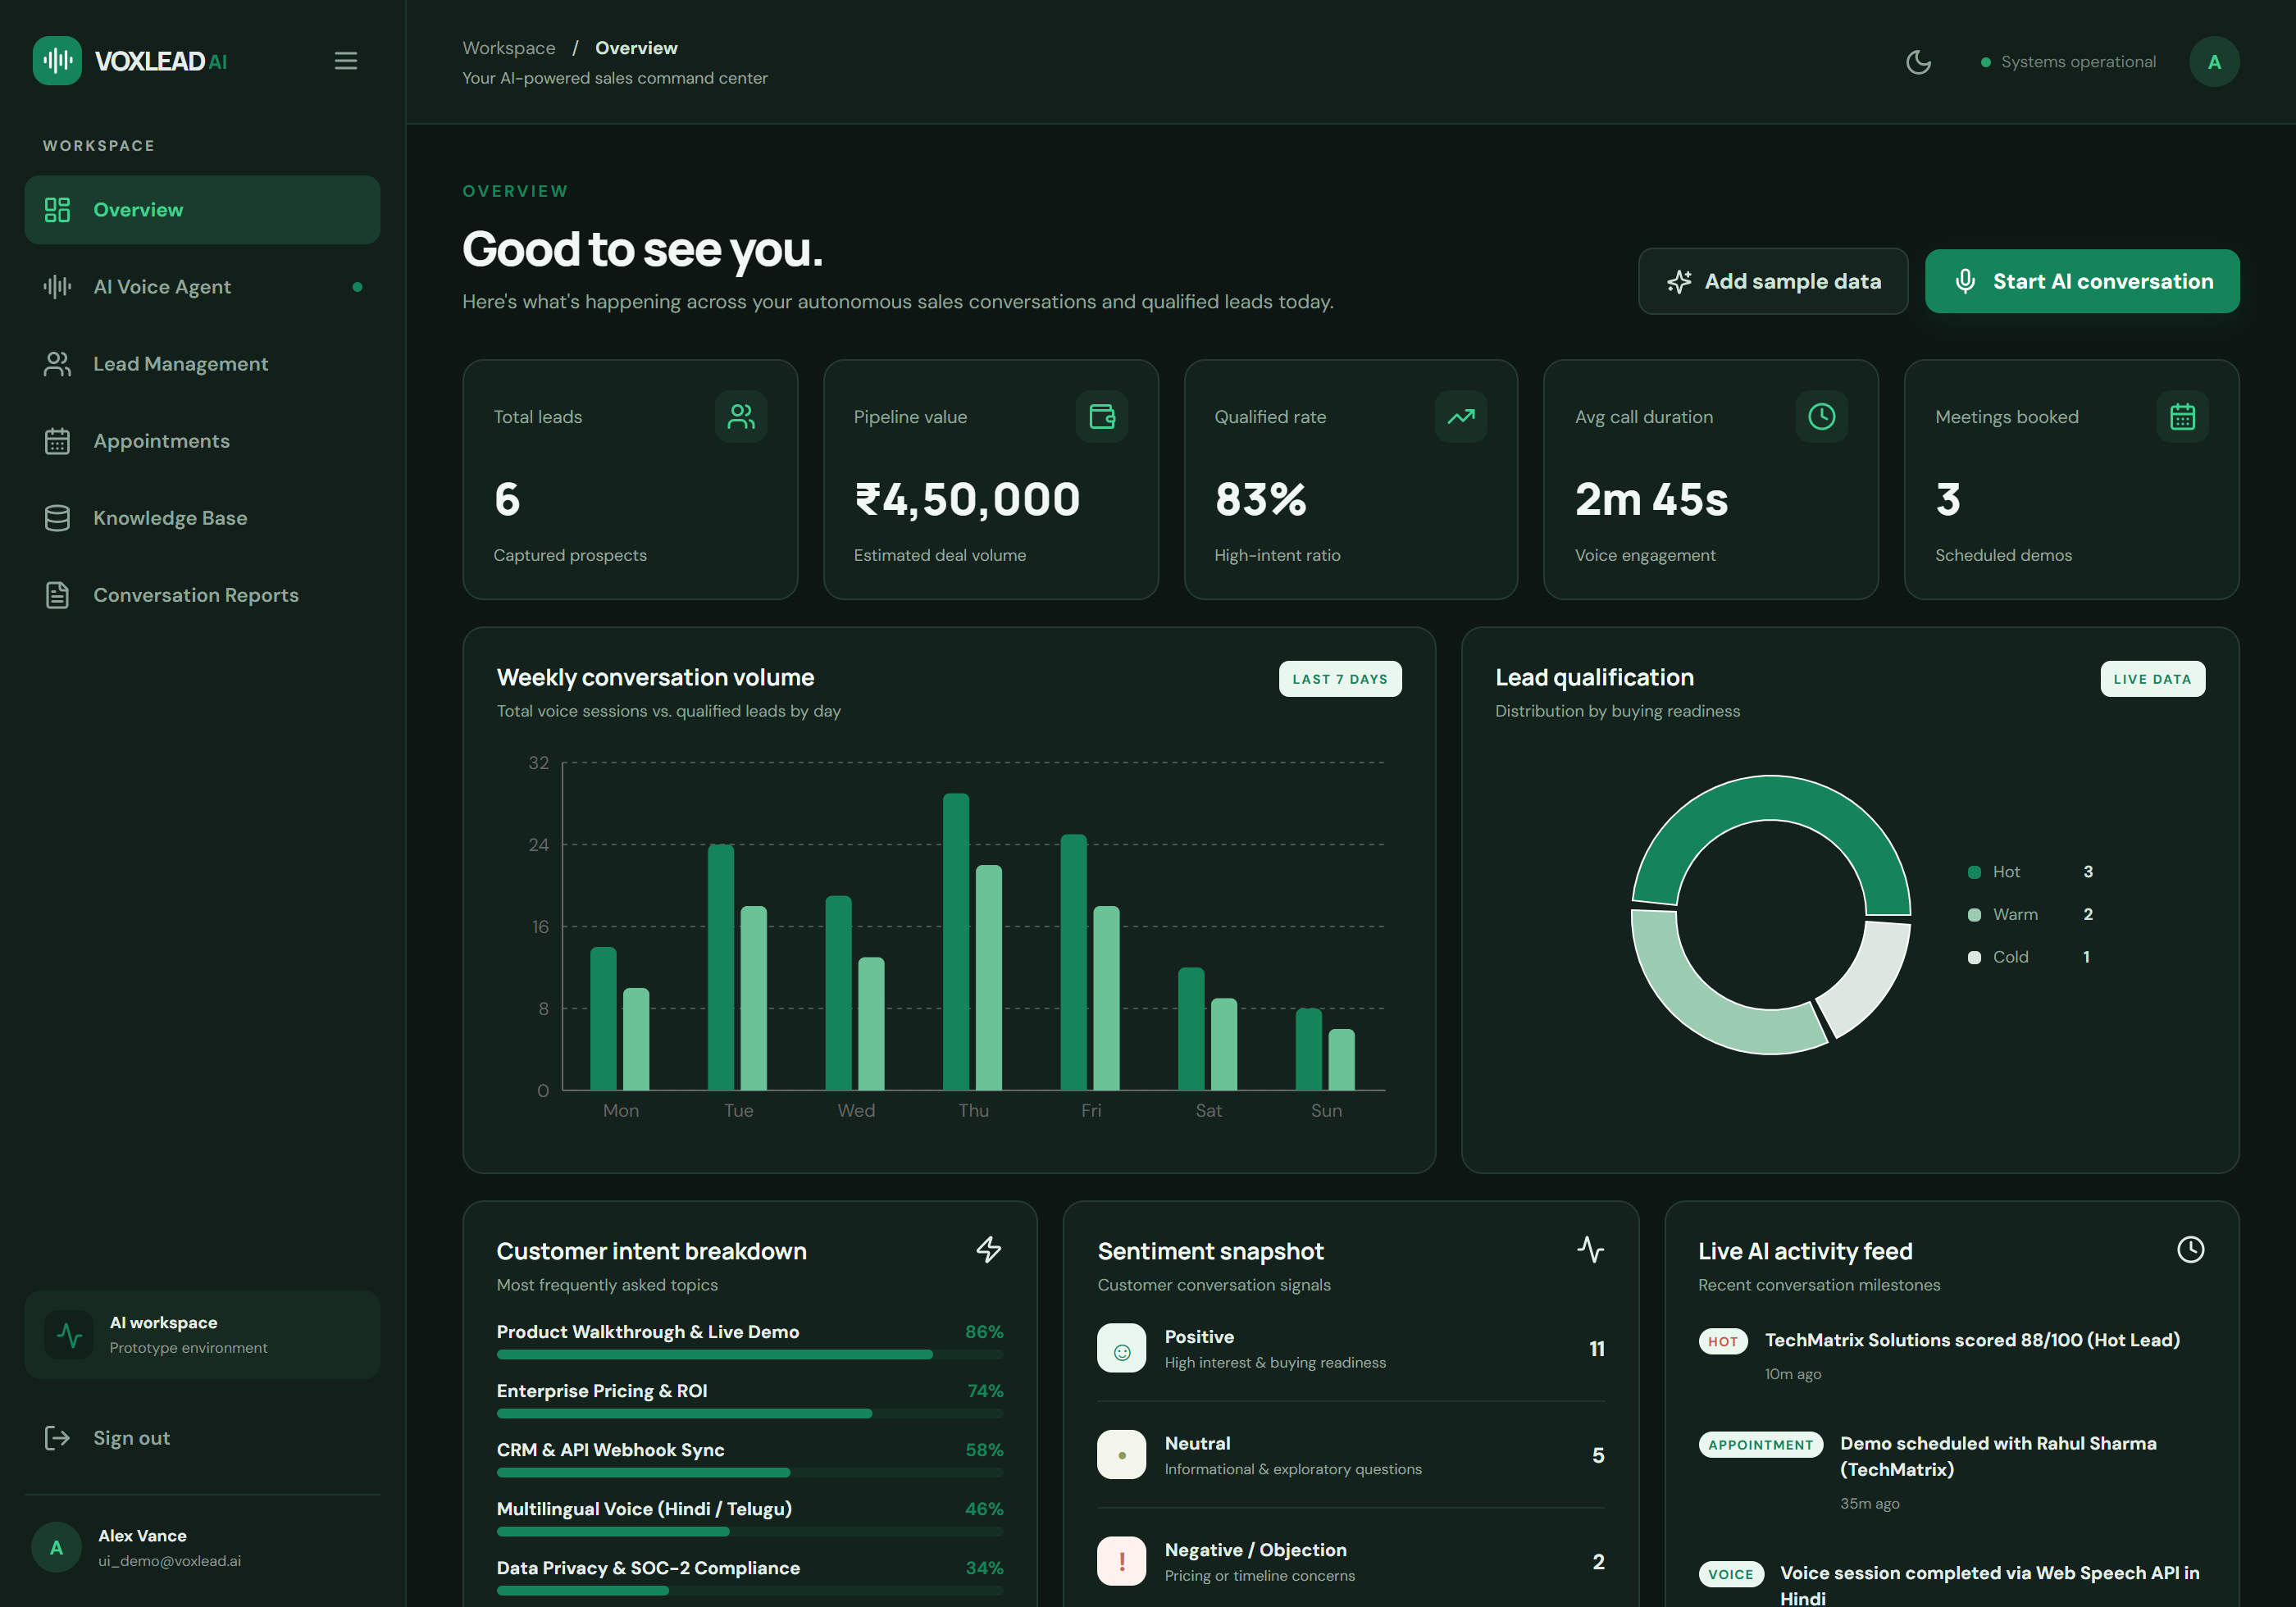 VOXLEAD AI
WORKSPACE
Overview
AI Voice Agent
Lead Management
Appointments
Knowledge Base
Conversation Reports
AI workspace
Prototype environment
Sign out
A
Alex Vance
ui_demo@voxlead.ai
Workspace / Overview
Your AI-powered sales command center
Systems operational
A
OVERVIEW
Good to see you.
Here's what's happening across your autonomous sales conversations and qualified leads today.
Add sample data
Start AI conversation
Total leads
6
Captured prospects
Pipeline value
₹4,50,000
Estimated deal volume
Qualified rate
83%
High-intent ratio
Avg call duration
2m 45s
Voice engagement
Meetings booked
3
Scheduled demos
Weekly conversation volume
Total voice sessions vs. qualified leads by day
LAST 7 DAYS
32
24
16
8
0
Mon Tue Wed Thu Fri Sat Sun
Lead qualification
Distribution by buying readiness
LIVE DATA
Hot 3
Warm 2
Cold 1
Customer intent breakdown
Most frequently asked topics
Product Walkthrough & Live Demo 86%
Enterprise Pricing & ROI 74%
CRM & API Webhook Sync 58%
Multilingual Voice (Hindi / Telugu) 46%
Data Privacy & SOC-2 Compliance 34%
Sentiment snapshot
Customer conversation signals
Positive
High interest & buying readiness
11
Neutral
Informational & exploratory questions
5
!
Negative / Objection
Pricing or timeline concerns
2
Live AI activity feed
Recent conversation milestones
HOT TechMatrix Solutions scored 88/100 (Hot Lead)
10m ago
APPOINTMENT Demo scheduled with Rahul Sharma
(TechMatrix)
35m ago
VOICE Voice session completed via Web Speech API in
Hindi